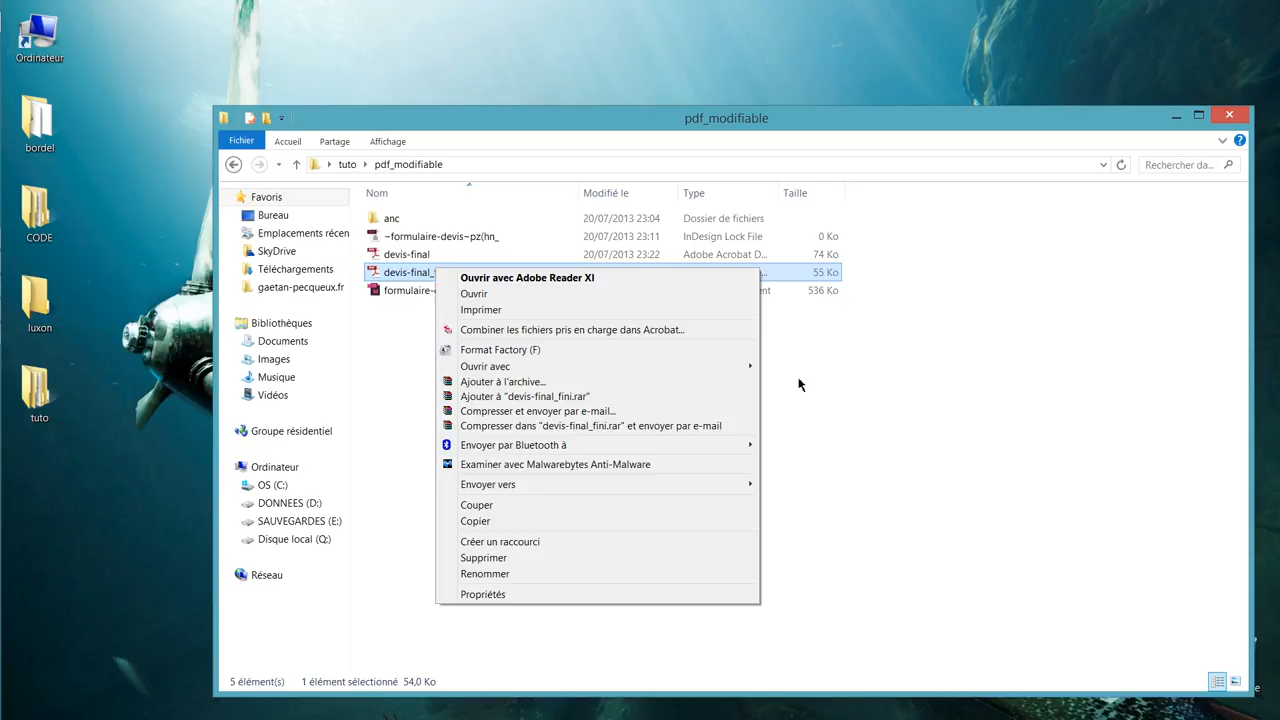 Ordinateur
bordel
CODE
luxon
tuto
pdf_modifiable
Fichier
Accueil
Partage
Affichage
tuto
pdf_modifiable
Rechercher da...
Favoris
Bureau
Emplacements récen
SkyDrive
Téléchargements
gaetan-pecqueux.fr
Bibliothèques
Documents
Images
Musique
Vidéos
Groupe résidentiel
Ordinateur
OS (C:)
DONNEES (D:)
SAUVEGARDES (E:)
Disque local (Q:)
Réseau
Nom Modifié le Type Taille
anc 20/07/2013 23:04 Dossier de fichiers
~formulaire-devis~pz(hn_ 20/07/2013 23:11 InDesign Lock File 0 Ko
devis-final 20/07/2013 23:22 Adobe Acrobat D... 74 Ko
devis-final_ ... 55 Ko
formulaire- ent 536 Ko
Ouvrir avec Adobe Reader XI
Ouvrir
Imprimer
Combiner les fichiers pris en charge dans Acrobat...
Format Factory (F)
Ouvrir avec
Ajouter à l'archive...
Ajouter à "devis-final_fini.rar"
Compresser et envoyer par e-mail...
Compresser dans "devis-final_fini.rar" et envoyer par e-mail
Envoyer par Bluetooth à
Examiner avec Malwarebytes Anti-Malware
Envoyer vers
Couper
Copier
Créer un raccourci
Supprimer
Renommer
Propriétés
5 élément(s) 1 élément sélectionné 54,0 Ko